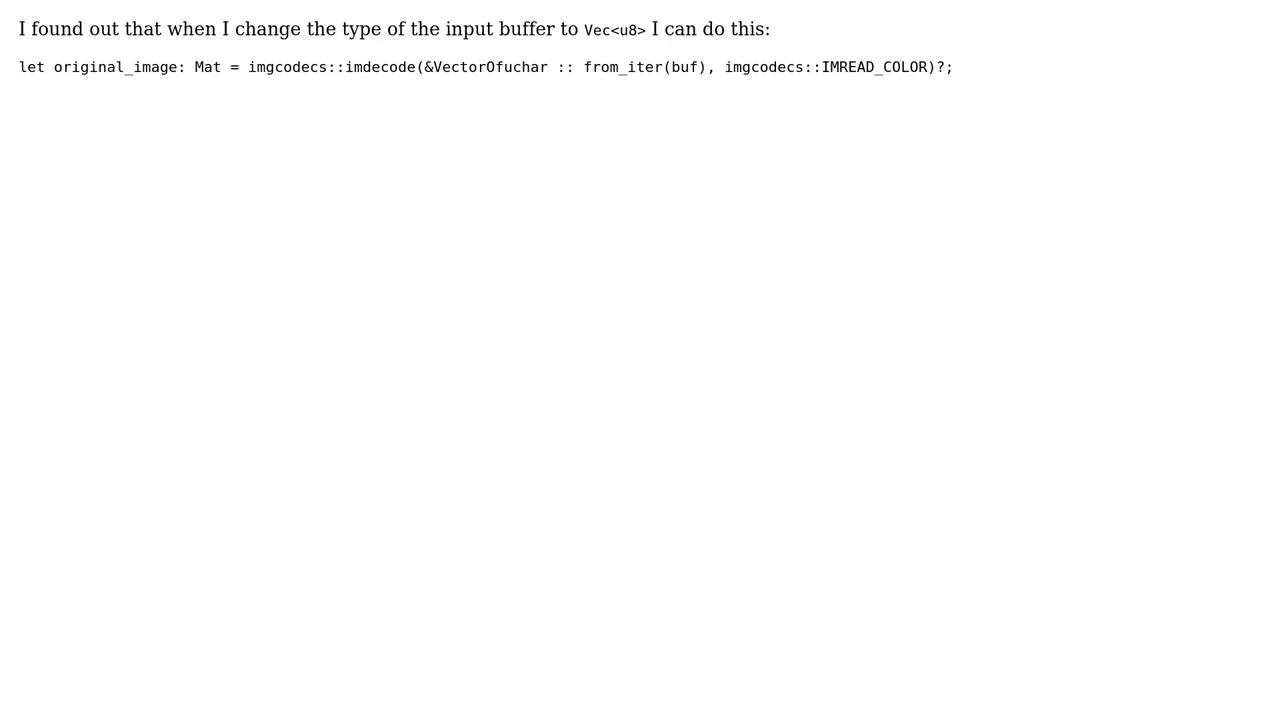 I found out that when I change the type of the input buffer to Vec<u8> I can do this:
let original_image: Mat = imgcodecs::imdecode(&VectorOfuchar :: from_iter(buf), imgcodecs::IMREAD_COLOR)?;